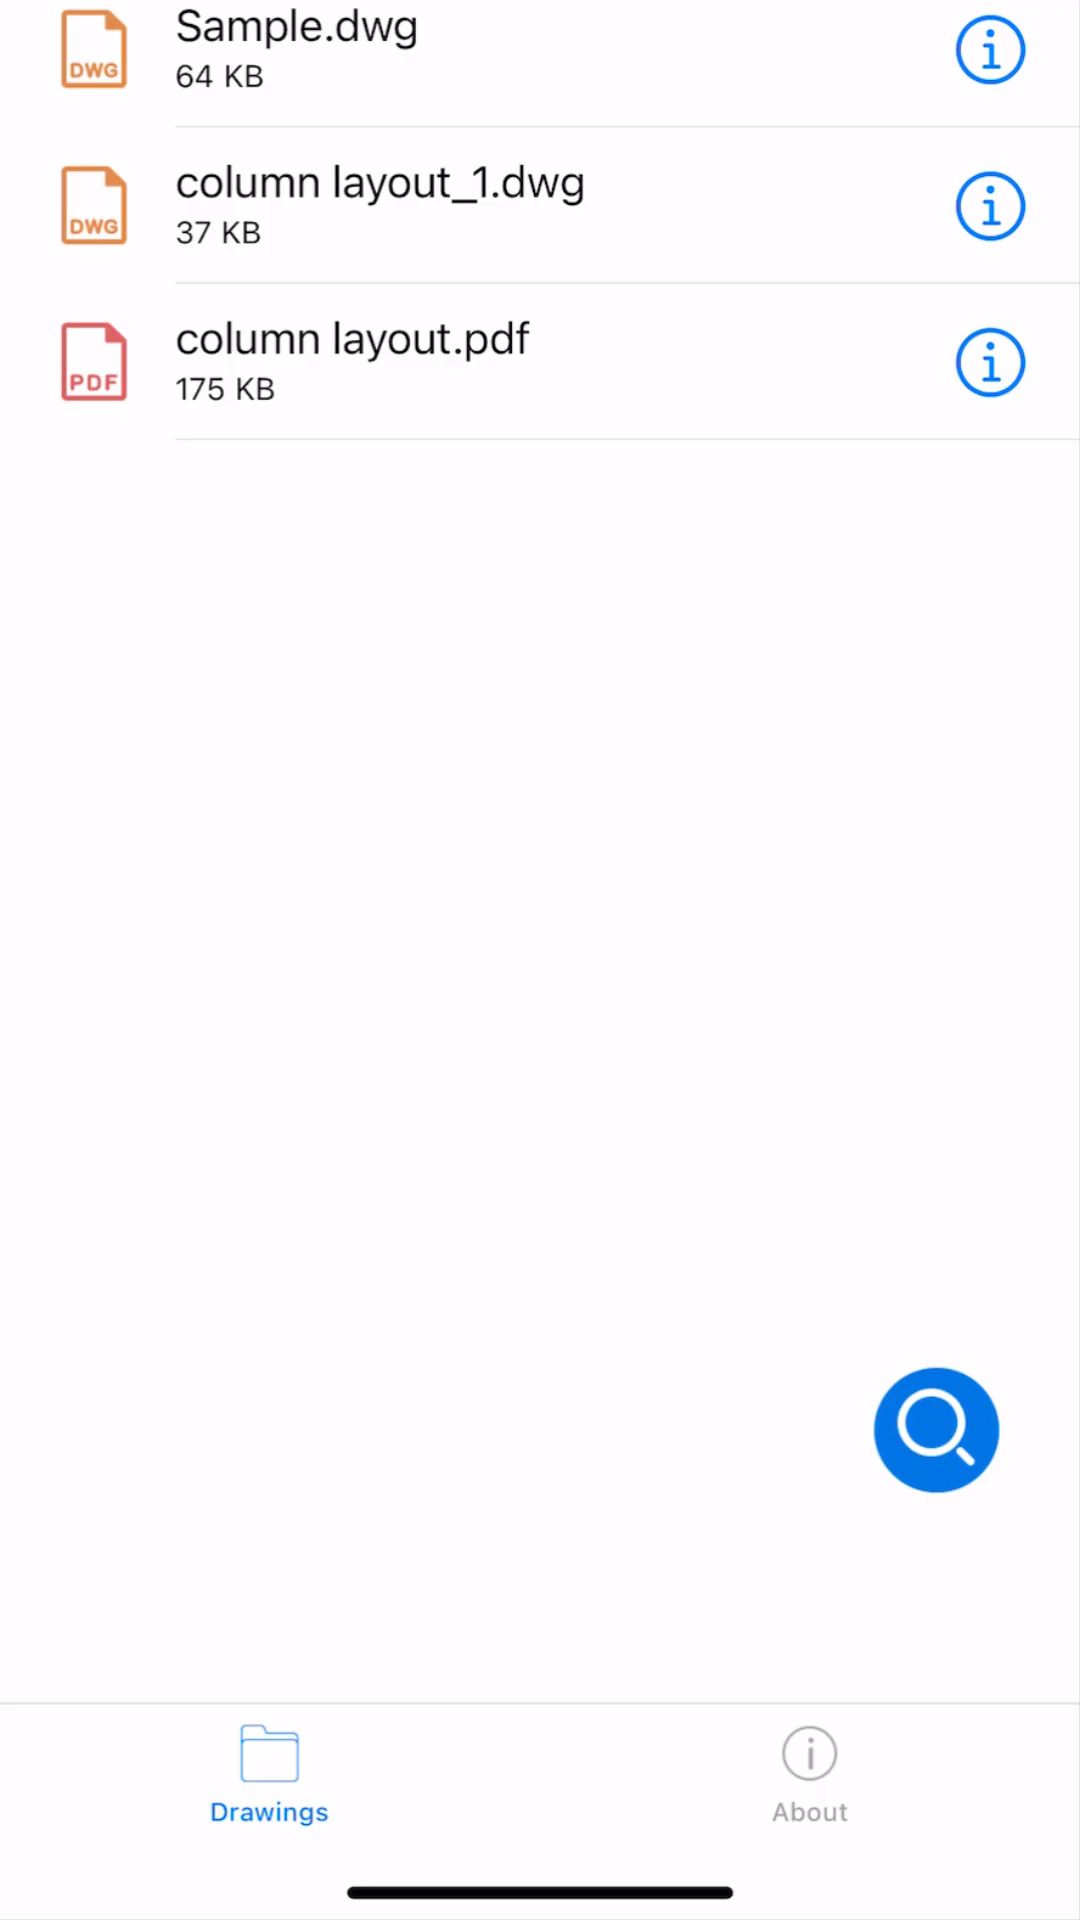 Sample.dwg
DWG
64 KB
column layout_1.dwg
DWG
37 KB
column layout.pdf
PDF
175 KB
Drawings
About